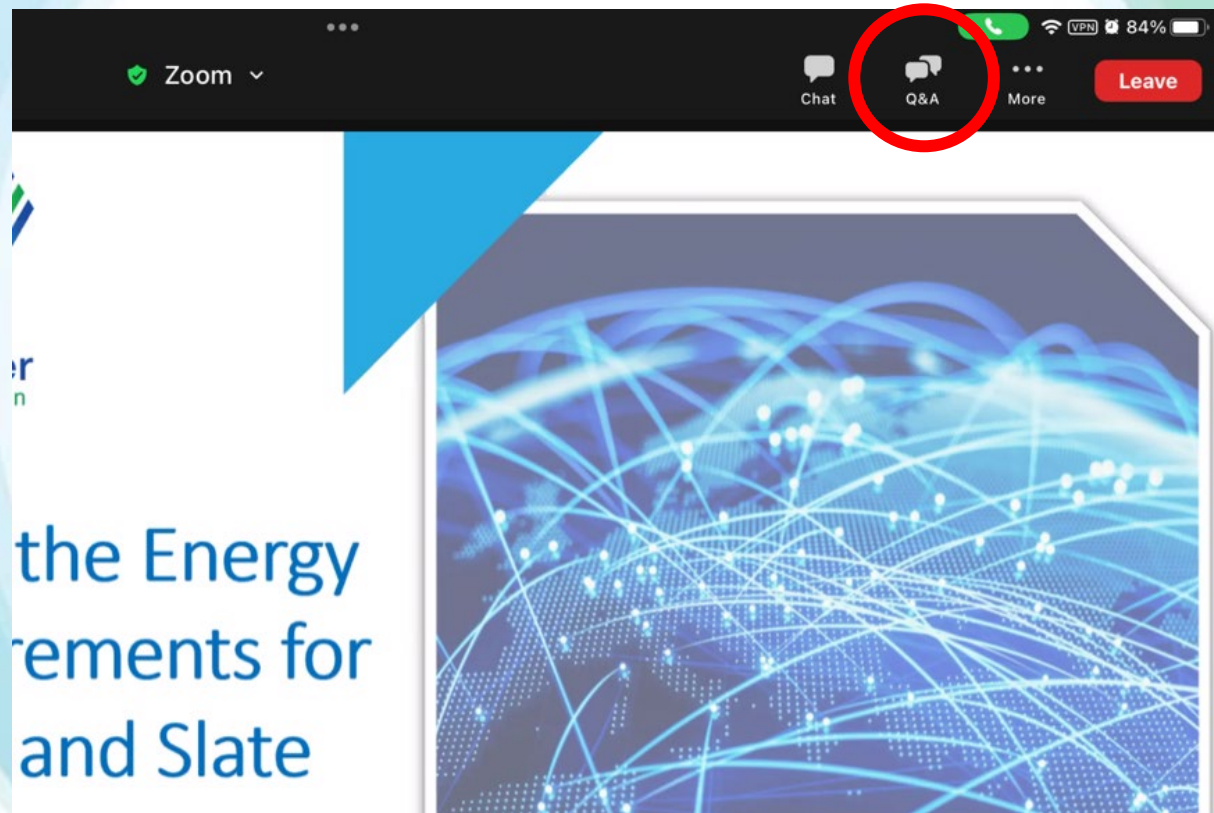 VPN 84%
Zoom
Chat
Q&A
More
Leave
er
n
the Energy
rements for
and Slate